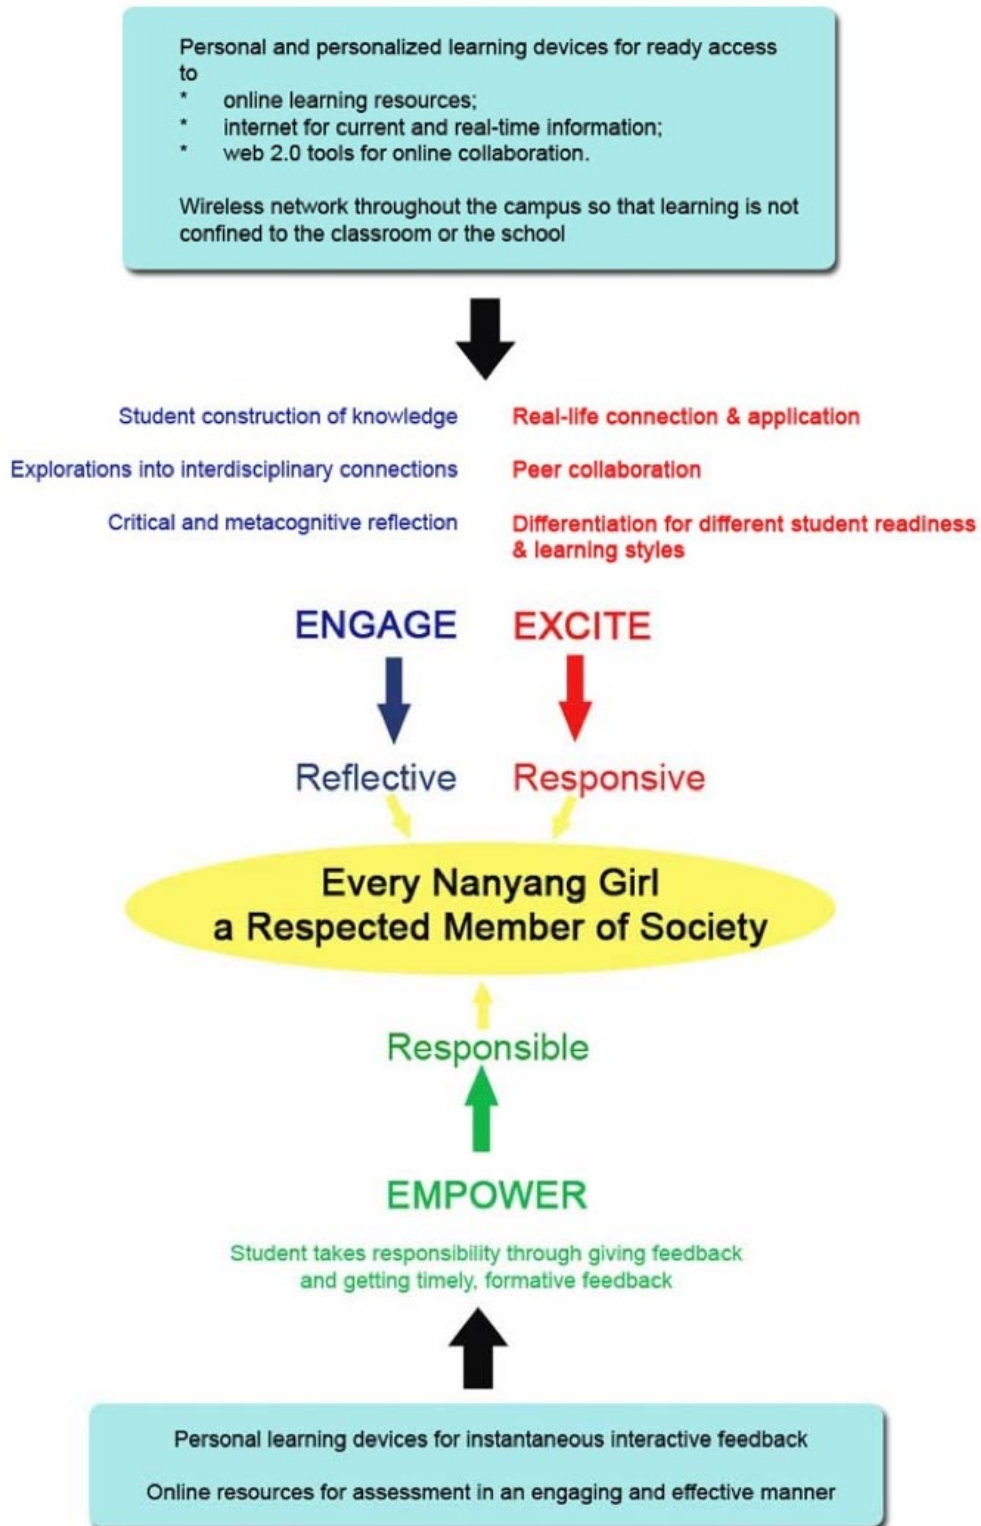 Personal and personalized learning devices for ready access
to
* online learning resources;
* internet for current and real-time information;
* web 2.0 tools for online collaboration.
Wireless network throughout the campus so that learning is not
confined to the classroom or the school
Student construction of knowledge
Explorations into interdisciplinary connections
Critical and metacognitive reflection
Real-life connection & application
Peer collaboration
Differentiation for different student readiness
& learning styles
ENGAGE
EXCITE
Reflective
Responsive
Every Nanyang Girl
a Respected Member of Society
Responsible
EMPOWER
Student takes responsibility through giving feedback
and getting timely, formative feedback
Personal learning devices for instantaneous interactive feedback
Online resources for assessment in an engaging and effective manner